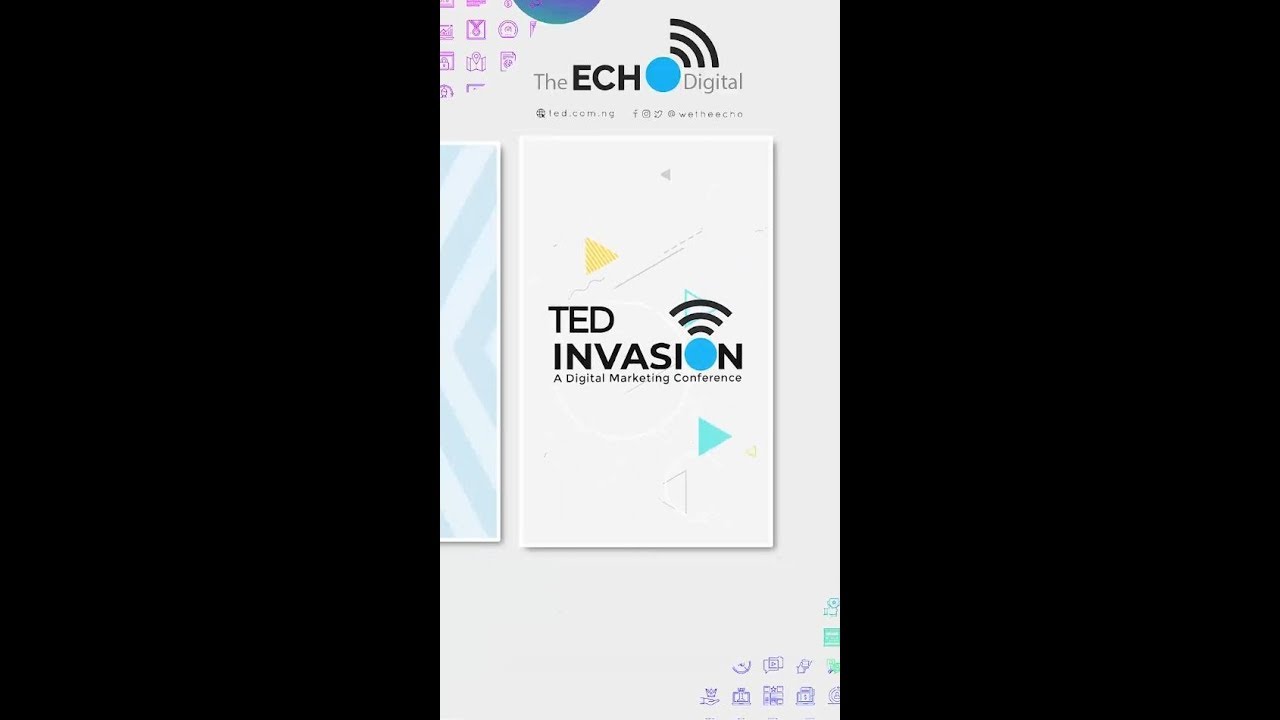 The ECHO Digital
ted.com.ng @wetheecho
TED
INVASION
A Digital Marketing Conference